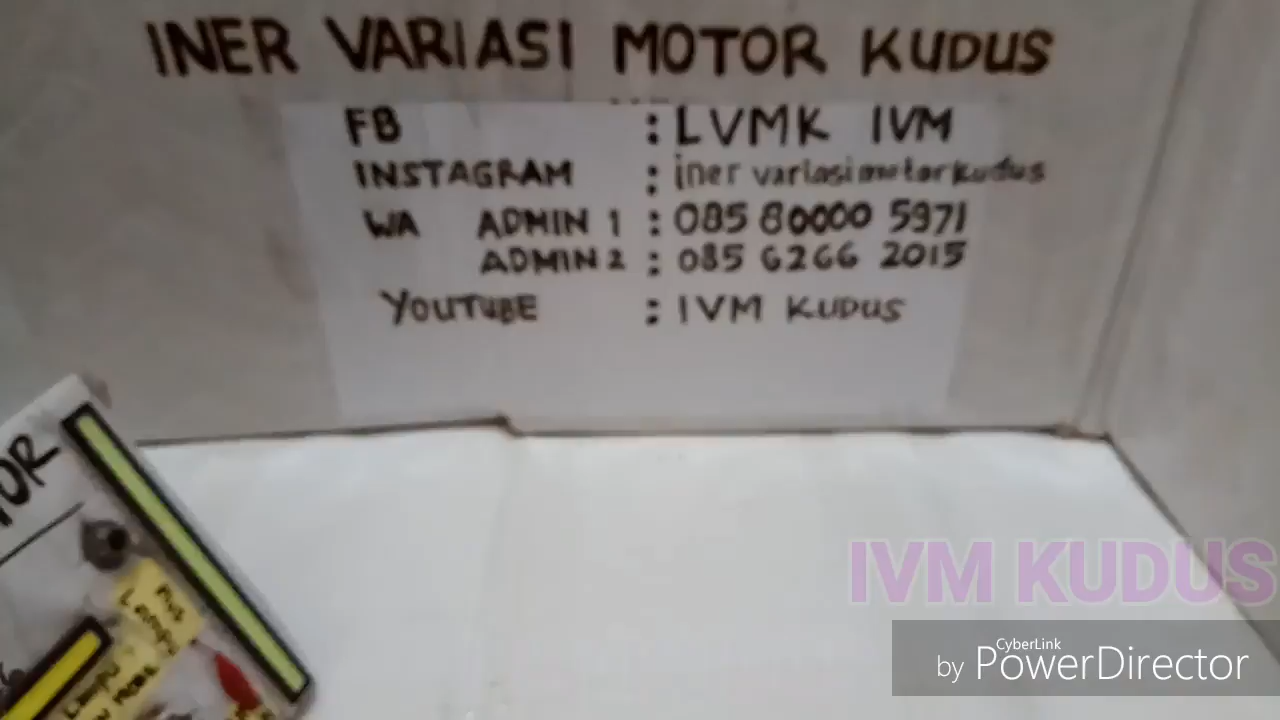 INER VARIASI MOTOR KUDUS
FB : LVMK IVM
INSTAGRAM : iner variasimotorkudus
WA ADMIN 1 : 085 80000 5971
ADMIN 2 : 085 6266 2015
YOUTUBE : IVM KUDUS
IVM KUDUS
CyberLink
by PowerDirector